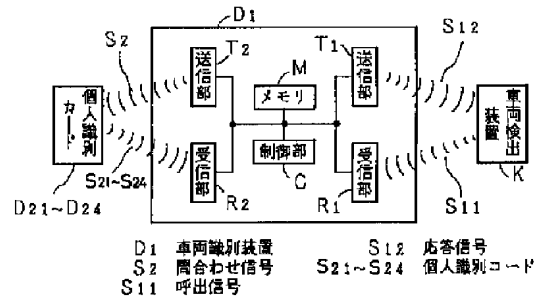 D1
S2
T2
T1
S12
送信部
送信部
M
メモリ
個人識別カード
車両検出装置
制御部
受信部
受信部
S21~S24
C
K
D21~D24
R2
R1
S11
D1 車両識別装置
S12 応答信号
S2 問合わせ信号
S21~S24 個人識別コード
S11 呼出信号